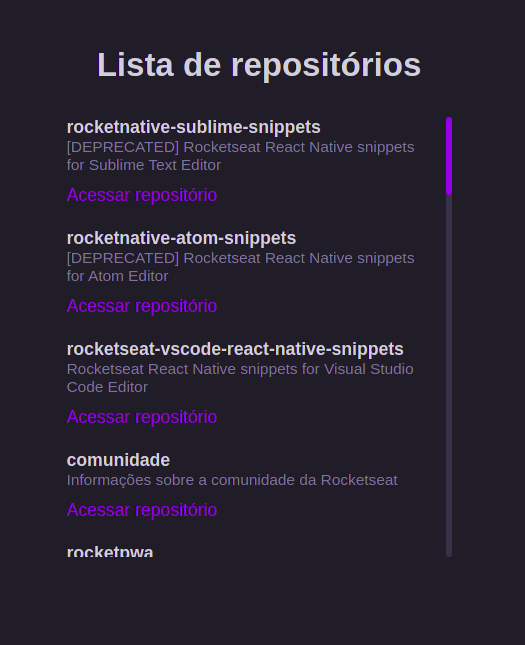 Lista de repositórios
rocketnative-sublime-snippets
[DEPRECATED] Rocketseat React Native snippets
for Sublime Text Editor
Acessar repositório
rocketnative-atom-snippets
[DEPRECATED] Rocketseat React Native snippets
for Atom Editor
Acessar repositório
rocketseat-vscode-react-native-snippets
Rocketseat React Native snippets for Visual Studio
Code Editor
Acessar repositório
comunidade
Informações sobre a comunidade da Rocketseat
Acessar repositório
rocketpwa